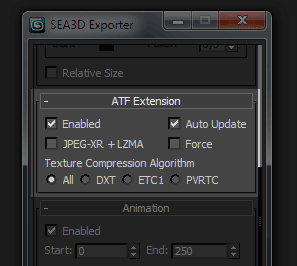 SEA3D Exporter
Relative Size
- ATF Extension
Enabled Auto Update
JPEG-XR + LZMA Force
Texture Compression Algorithm
All DXT ETC1 PVRTC
- Animation
Enabled
Start: 0 End: 250